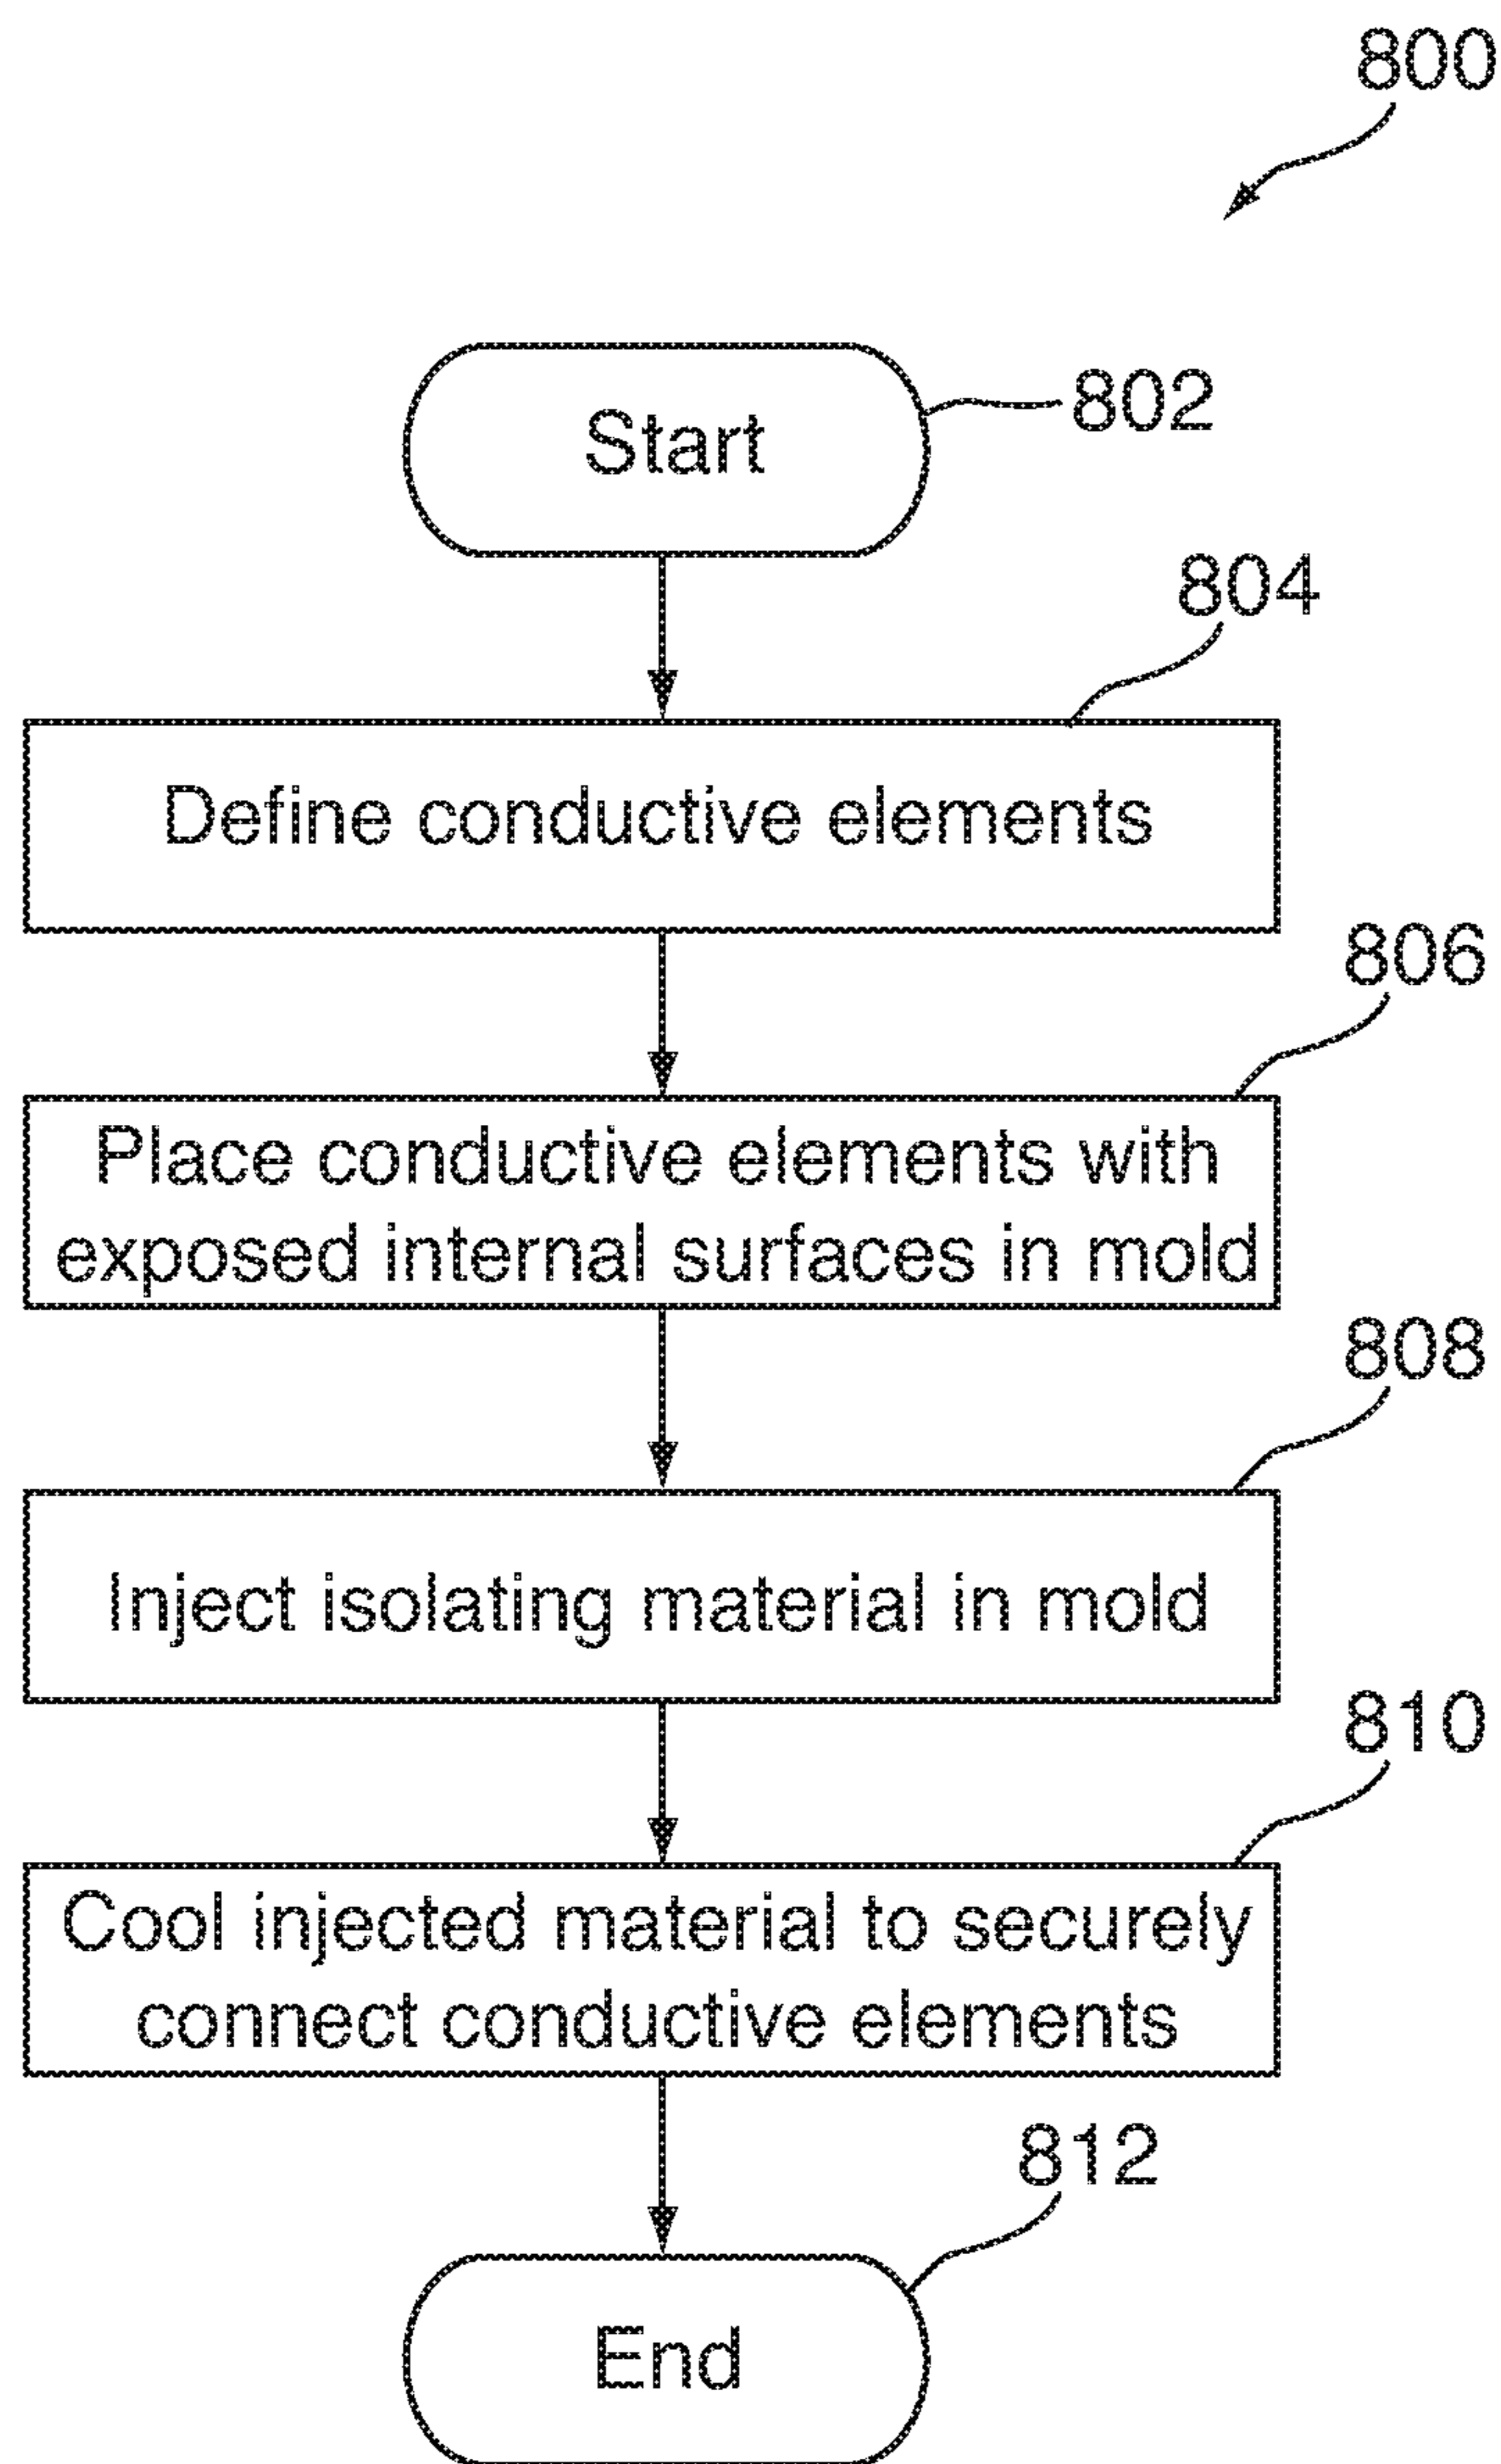 800
Start
802
804
Define conductive elements
806
Place conductive elements with
exposed internal surfaces in mold
808
Inject isolating material in mold
810
Cool injected material to securely
connect conductive elements
812
End